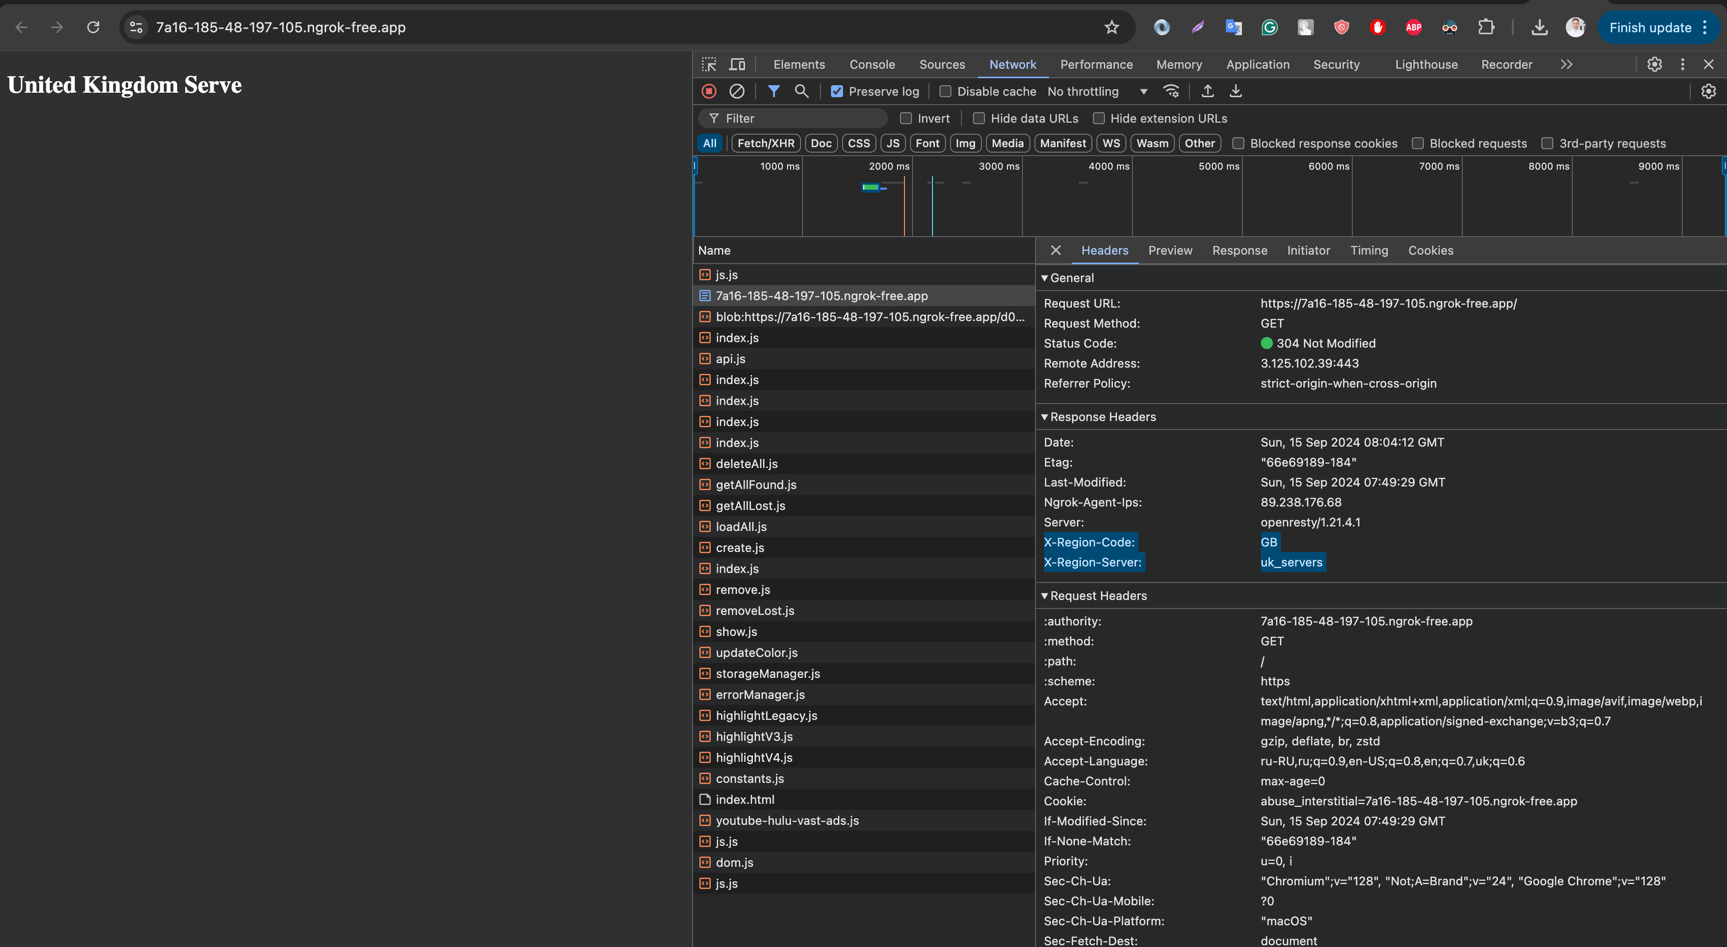 7a16-185-48-197-105.ngrok-free.app
ABP
Finish update
United Kingdom Serve
Elements Console Sources Network Performance Memory Application Security Lighthouse Recorder
Preserve log Disable cache No throttling
Filter Invert Hide data URLs Hide extension URLs
All Fetch/XHR Doc CSS JS Font Img Media Manifest WS Wasm Other Blocked response cookies Blocked requests 3rd-party requests
1000 ms 2000 ms 3000 ms 4000 ms 5000 ms 6000 ms 7000 ms 8000 ms 9000 ms
Name
js.js
7a16-185-48-197-105.ngrok-free.app
blob:https://7a16-185-48-197-105.ngrok-free.app/d0...
index.js
api.js
index.js
index.js
index.js
index.js
deleteAll.js
getAllFound.js
getAllLost.js
loadAll.js
create.js
index.js
remove.js
removeLost.js
show.js
updateColor.js
storageManager.js
errorManager.js
highlightLegacy.js
highlightV3.js
highlightV4.js
constants.js
index.html
youtube-hulu-vast-ads.js
js.js
dom.js
js.js
Headers Preview Response Initiator Timing Cookies
General
Request URL: https://7a16-185-48-197-105.ngrok-free.app/
Request Method: GET
Status Code: 304 Not Modified
Remote Address: 3.125.102.39:443
Referrer Policy: strict-origin-when-cross-origin
Response Headers
Date: Sun, 15 Sep 2024 08:04:12 GMT
Etag: "66e69189-184"
Last-Modified: Sun, 15 Sep 2024 07:49:29 GMT
Ngrok-Agent-Ips: 89.238.176.68
Server: openresty/1.21.4.1
X-Region-Code: GB
X-Region-Server: uk_servers
Request Headers
:authority: 7a16-185-48-197-105.ngrok-free.app
:method: GET
:path: /
:scheme: https
Accept: text/html,application/xhtml+xml,application/xml;q=0.9,image/avif,image/webp,i
mage/apng,*/*;q=0.8,application/signed-exchange;v=b3;q=0.7
Accept-Encoding: gzip, deflate, br, zstd
Accept-Language: ru-RU,ru;q=0.9,en-US;q=0.8,en;q=0.7,uk;q=0.6
Cache-Control: max-age=0
Cookie: abuse_interstitial=7a16-185-48-197-105.ngrok-free.app
If-Modified-Since: Sun, 15 Sep 2024 07:49:29 GMT
If-None-Match: "66e69189-184"
Priority: u=0, i
Sec-Ch-Ua: "Chromium";v="128", "Not;A=Brand";v="24", "Google Chrome";v="128"
Sec-Ch-Ua-Mobile: ?0
Sec-Ch-Ua-Platform: "macOS"
Sec-Fetch-Dest: document